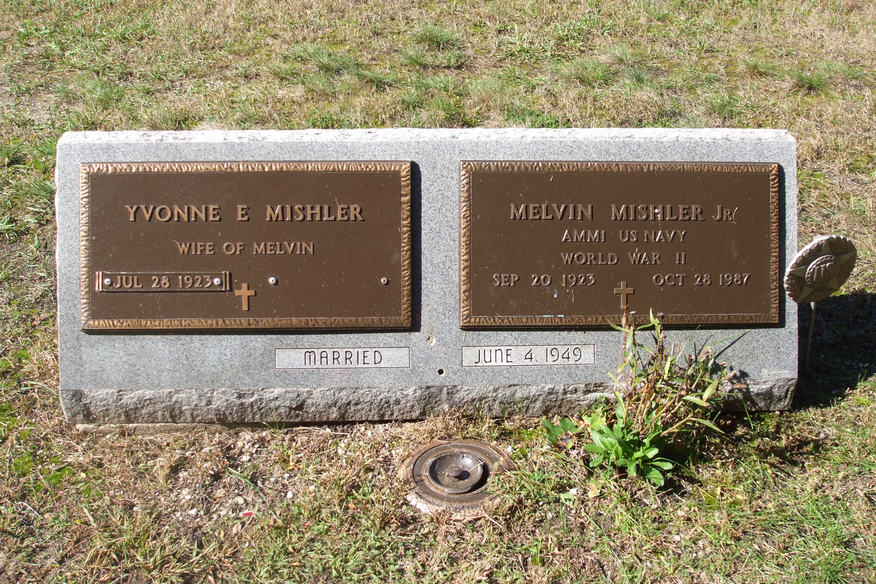 YVONNE E MISHLER
WIFE OF MELVIN
JUL 28 1923
MELVIN MISHLER JR
AMM1 US NAVY
WORLD WAR II
SEP 20 1923 OCT 28 1987
MARRIED
JUNE 4, 1949